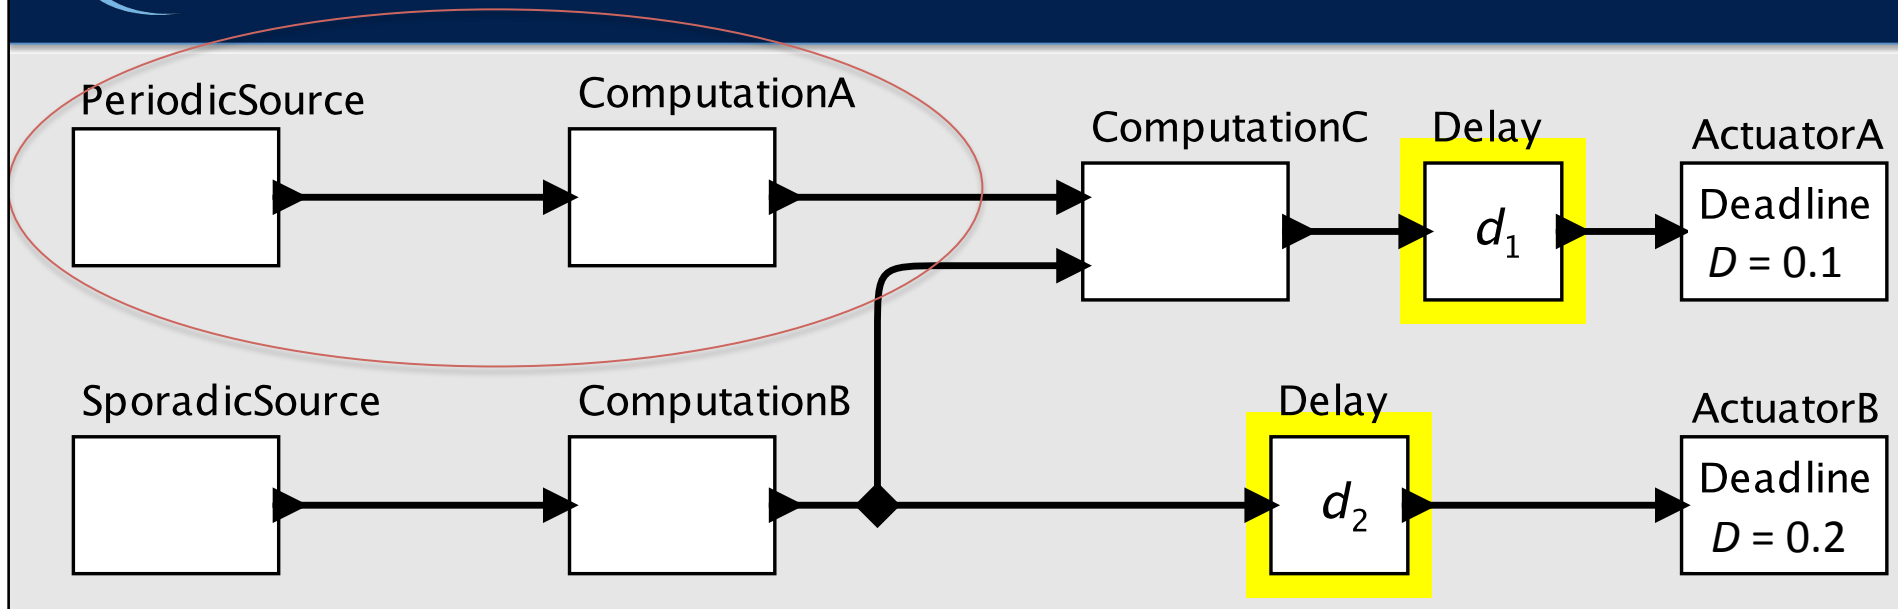 PeriodicSource
ComputationA
ComputationC
Delay
ActuatorA
d₁
Deadline
D = 0.1
SporadicSource
ComputationB
Delay
ActuatorB
d₂
Deadline
D = 0.2